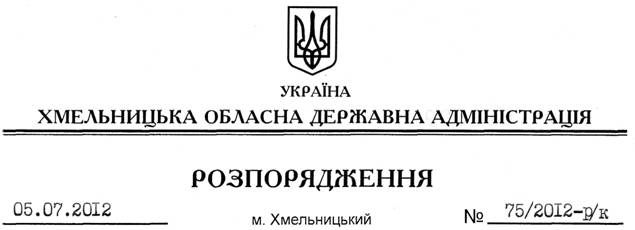 УКРАЇНА
ХМЕЛЬНИЦЬКА ОБЛАСНА ДЕРЖАВНА АДМІНІСТРАЦІЯ
РОЗПОРЯДЖЕННЯ
05.07.2012 м. Хмельницький № 75/2012-р/к